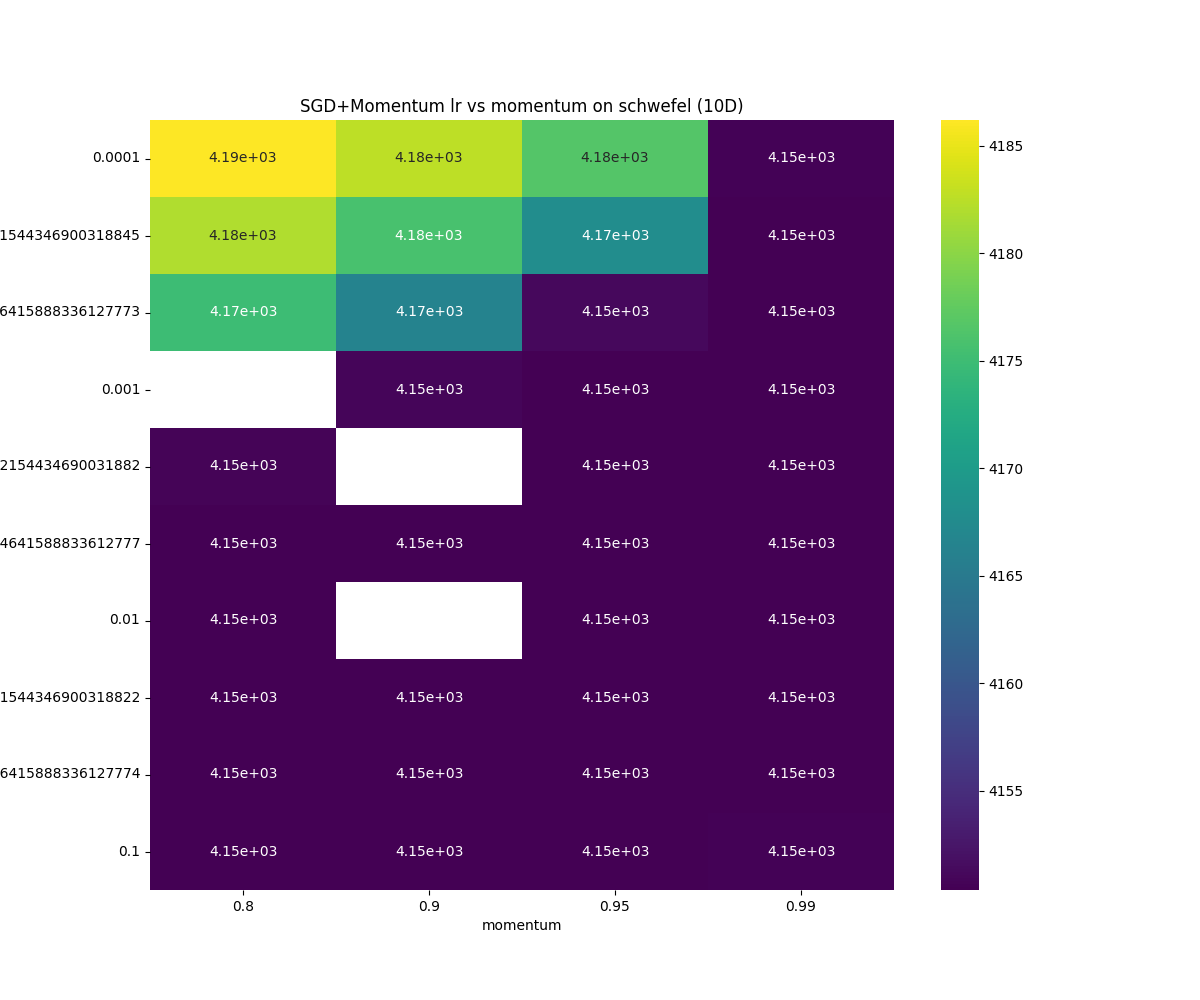 SGD+Momentum lr vs momentum on schwefel (10D)
0.0001 4.19e+03 4.18e+03 4.18e+03 4.15e+03
1544346900318845 4.18e+03 4.18e+03 4.17e+03 4.15e+03
6415888336127773 4.17e+03 4.17e+03 4.15e+03 4.15e+03
0.001 4.15e+03 4.15e+03 4.15e+03
2154434690031882 4.15e+03 4.15e+03 4.15e+03
4641588833612777 4.15e+03 4.15e+03 4.15e+03 4.15e+03
0.01 4.15e+03 4.15e+03 4.15e+03
1544346900318822 4.15e+03 4.15e+03 4.15e+03 4.15e+03
6415888336127774 4.15e+03 4.15e+03 4.15e+03 4.15e+03
0.1 4.15e+03 4.15e+03 4.15e+03 4.15e+03
0.8 0.9 0.95 0.99
momentum
4185
4180
4175
4170
4165
4160
4155